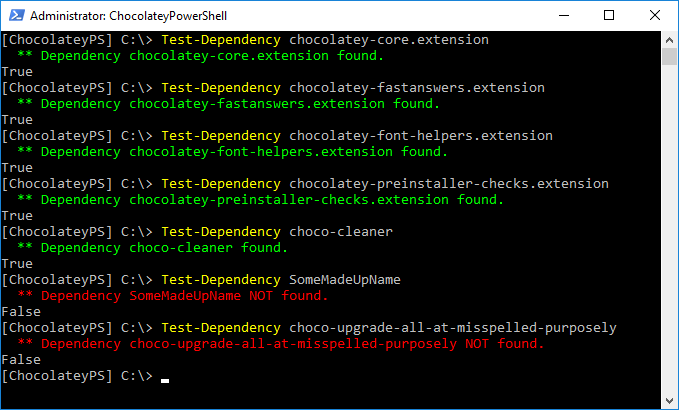 Administrator: ChocolateyPowerShell
[ChocolateyPS] C:\> Test-Dependency chocolatey-core.extension
** Dependency chocolatey-core.extension found.
True
[ChocolateyPS] C:\> Test-Dependency chocolatey-fastanswers.extension
** Dependency chocolatey-fastanswers.extension found.
True
[ChocolateyPS] C:\> Test-Dependency chocolatey-font-helpers.extension
** Dependency chocolatey-font-helpers.extension found.
True
[ChocolateyPS] C:\> Test-Dependency chocolatey-preinstaller-checks.extension
** Dependency chocolatey-preinstaller-checks.extension found.
True
[ChocolateyPS] C:\> Test-Dependency choco-cleaner
** Dependency choco-cleaner found.
True
[ChocolateyPS] C:\> Test-Dependency SomeMadeUpName
** Dependency SomeMadeUpName NOT found.
False
[ChocolateyPS] C:\> Test-Dependency choco-upgrade-all-at-misspelled-purposely
** Dependency choco-upgrade-all-at-misspelled-purposely NOT found.
False
[ChocolateyPS] C:\>